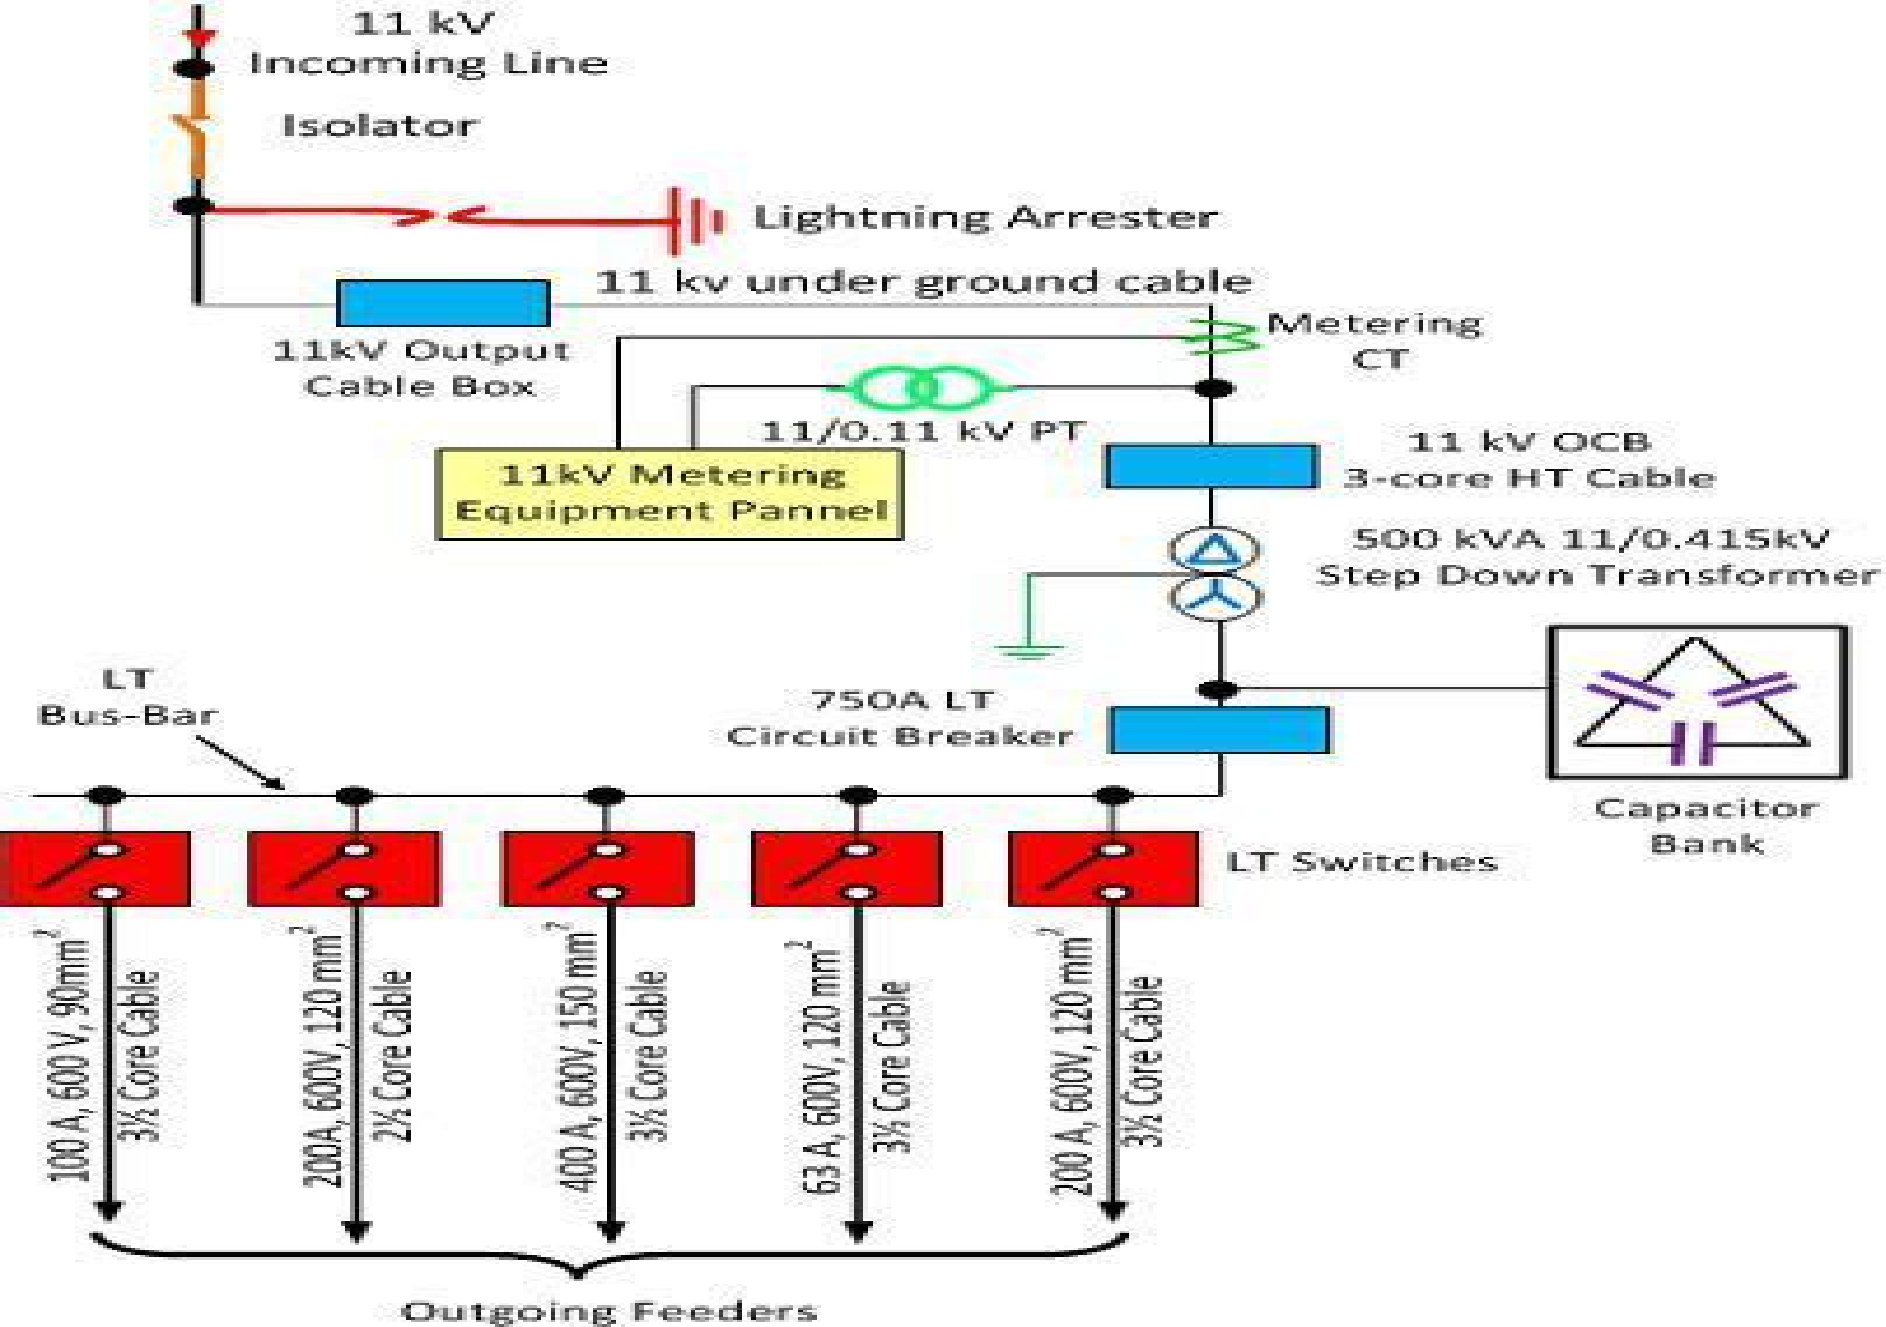 11 kV
Incoming Line
Isolator
Lightning Arrester
11 kv under ground cable
Metering
CT
11kV Output
Cable Box
11/0.11 kV PT
11kV Metering
Equipment Pannel
11 kV OCB
3-core HT Cable
500 kVA 11/0.415kV
Step Down Transformer
LT
Bus-Bar
750A LT
Circuit Breaker
Capacitor
Bank
LT Switches
100 A, 600 V, 90mm²
3½ Core Cable
200A, 600V, 120 mm²
2½ Core Cable
400 A, 600V, 150 mm²
3½ Core Cable
63 A, 600V, 120 mm²
3½ Core Cable
200 A, 600V, 120 mm²
3½ Core Cable
Outgoing Feeders